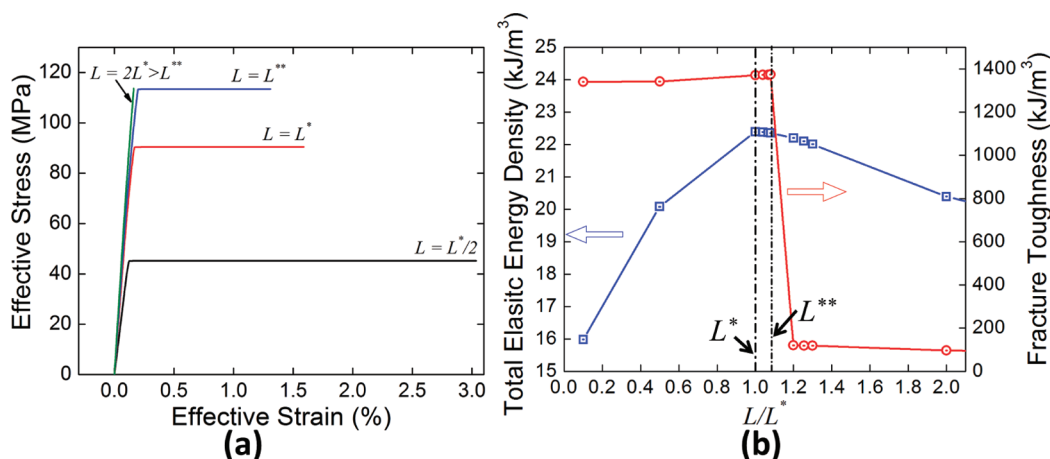 Effective Stress (MPa)
120
100
80
60
40
20
0
L = 2L*>L**
L = L**
L = L*
L = L*/2
0.0 0.5 1.0 1.5 2.0 2.5 3.0
Effective Strain (%)
(a)
Total Elasitc Energy Density (kJ/m³)
25
24
23
22
21
20
19
18
17
16
15
L*
L**
0.0 0.2 0.4 0.6 0.8 1.0 1.2 1.4 1.6 1.8 2.0
L/L*
1400
1200
1000
800
600
400
200
0
Fracture Toughness (kJ/m³)
(b)